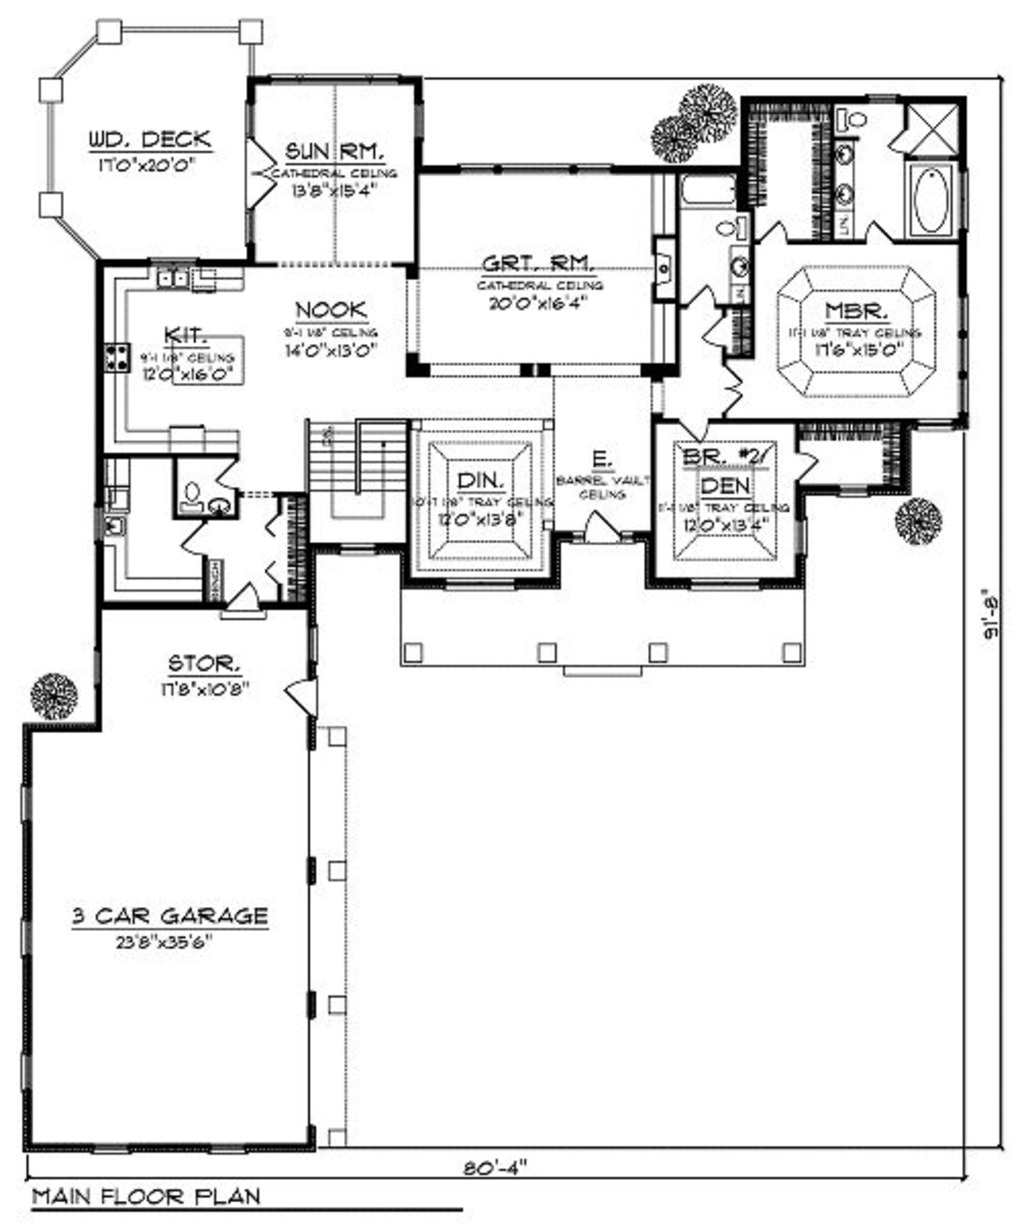 WD. DECK
17'0"x20'0"
SUN RM.
CATHEDRAL CEILING
13'8"x15'4"
GRT. RM.
CATHEDRAL CEILING
20'0"x16'4"
NOOK
9'-1 1/8" CEILING
14'0"x13'0"
KIT.
9'-1 1/8" CEILING
12'0"x16'0"
LIN.
LIN.
MBR.
11'-1 1/8" TRAY CEILING
17'6"x15'0"
DN.
DIN.
10'-1 1/8" TRAY CEILING
12'0"x13'8"
E.
BARREL VAULT
CEILING
BR. #2/
DEN
11'-1 1/8" TRAY CEILING
12'0"x13'4"
BENCH
STOR.
17'8"x10'8"
3 CAR GARAGE
23'8"x35'6"
91'-8"
80'-4"
MAIN FLOOR PLAN